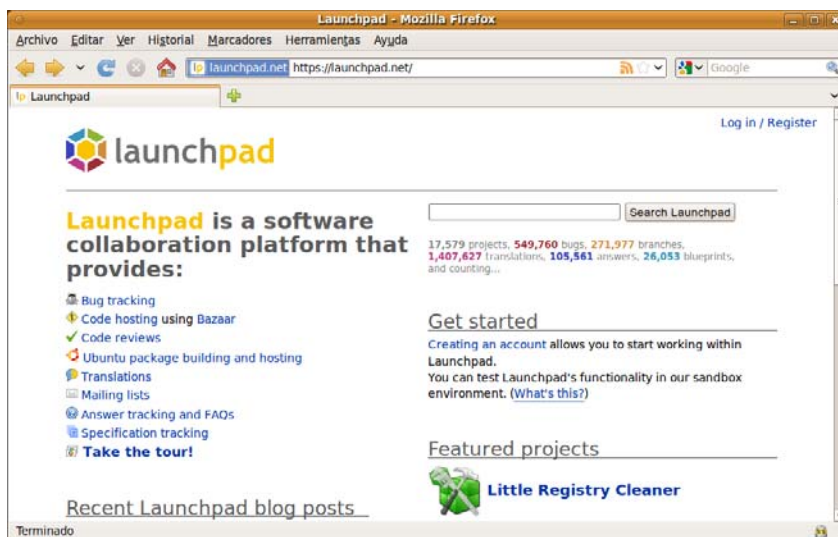 Launchpad - Mozilla Firefox
Archivo Editar Ver Historial Marcadores Herramientas Ayuda
lp launchpad.net https://launchpad.net/
Google
lp Launchpad
Log in / Register
launchpad
Launchpad is a software
collaboration platform that
provides:
Bug tracking
Code hosting using Bazaar
Code reviews
Ubuntu package building and hosting
Translations
Mailing lists
Answer tracking and FAQs
Specification tracking
Take the tour!
Recent Launchpad blog posts
Search Launchpad
17,579 projects, 549,760 bugs, 271,977 branches,
1,407,627 translations, 105,561 answers, 26,053 blueprints,
and counting...
Get started
Creating an account allows you to start working within
Launchpad.
You can test Launchpad's functionality in our sandbox
environment. (What's this?)
Featured projects
Little Registry Cleaner
Terminado